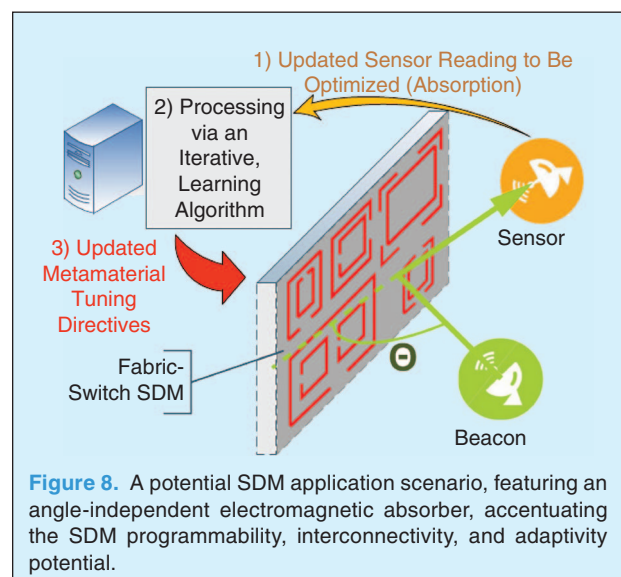 1) Updated Sensor Reading to Be
Optimized (Absorption)
2) Processing
via an
Iterative,
Learning
Algorithm
Sensor
3) Updated
Metamaterial
Tuning
Directives
Θ
Fabric-
Switch SDM
Beacon
Figure 8. A potential SDM application scenario, featuring an
angle-independent electromagnetic absorber, accentuating
the SDM programmability, interconnectivity, and adaptivity
potential.